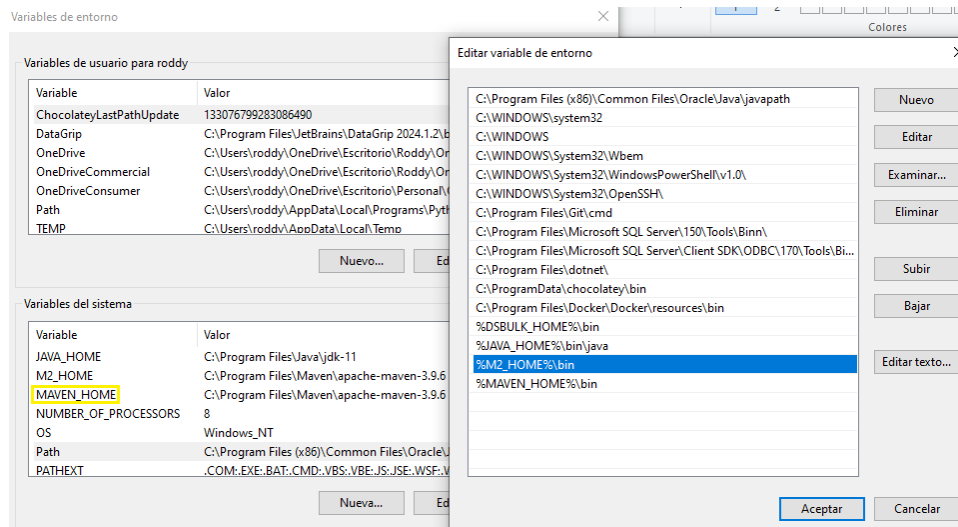 Variables de entorno
Variables de usuario para roddy
Variable Valor
ChocolateyLastPathUpdate 133076799283086490
DataGrip C:\Program Files\JetBrains\DataGrip 2024.1.2\b
OneDrive C:\Users\roddy\OneDrive\Escritorio\Roddy\Or
OneDriveCommercial C:\Users\roddy\OneDrive\Escritorio\Roddy\Or
OneDriveConsumer C:\Users\roddy\OneDrive\Escritorio\Personal\
Path C:\Users\roddy\AppData\Local\Programs\Pyt
TEMP C:\Users\roddy\AppData\Local\Temp
Nuevo... Ed
Variables del sistema
Variable Valor
JAVA_HOME C:\Program Files\Java\jdk-11
M2_HOME C:\Program Files\Maven\apache-maven-3.9.6
MAVEN_HOME C:\Program Files\Maven\apache-maven-3.9.6
NUMBER_OF_PROCESSORS 8
OS Windows_NT
Path C:\Program Files (x86)\Common Files\Oracle\J
PATHEXT .COM;.EXE;.BAT;.CMD;.VBS;.VBE;.JS;.JSE;.WSF;.
Nueva... Ed
1 2
Colores
Editar variable de entorno
C:\Program Files (x86)\Common Files\Oracle\Java\javapath
C:\WINDOWS\system32
C:\WINDOWS
C:\WINDOWS\System32\Wbem
C:\WINDOWS\System32\WindowsPowerShell\v1.0\
C:\WINDOWS\System32\OpenSSH\
C:\Program Files\Git\cmd
C:\Program Files\Microsoft SQL Server\150\Tools\Binn\
C:\Program Files\Microsoft SQL Server\Client SDK\ODBC\170\Tools\Bi...
C:\Program Files\dotnet\
C:\ProgramData\chocolatey\bin
C:\Program Files\Docker\Docker\resources\bin
%DSBULK_HOME%\bin
%JAVA_HOME%\bin\java
%M2_HOME%\bin
%MAVEN_HOME%\bin
Nuevo
Editar
Examinar...
Eliminar
Subir
Bajar
Editar texto...
Aceptar Cancelar